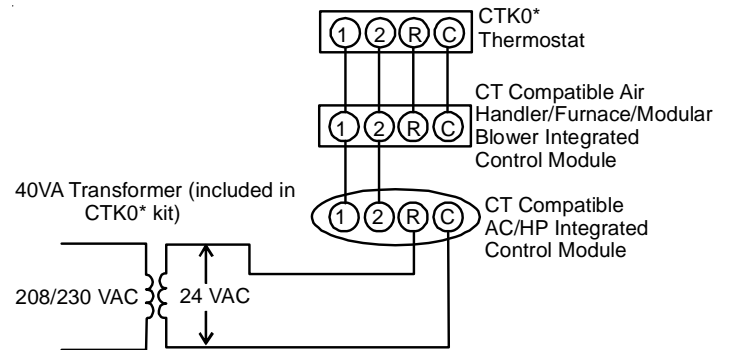 CTK0*
Thermostat
1 2 R C
CT Compatible Air
Handler/Furnace/Modular
Blower Integrated
Control Module
1 2 R C
40VA Transformer (included in
CTK0* kit)
CT Compatible
AC/HP Integrated
Control Module
1 2 R C
208/230 VAC
24 VAC